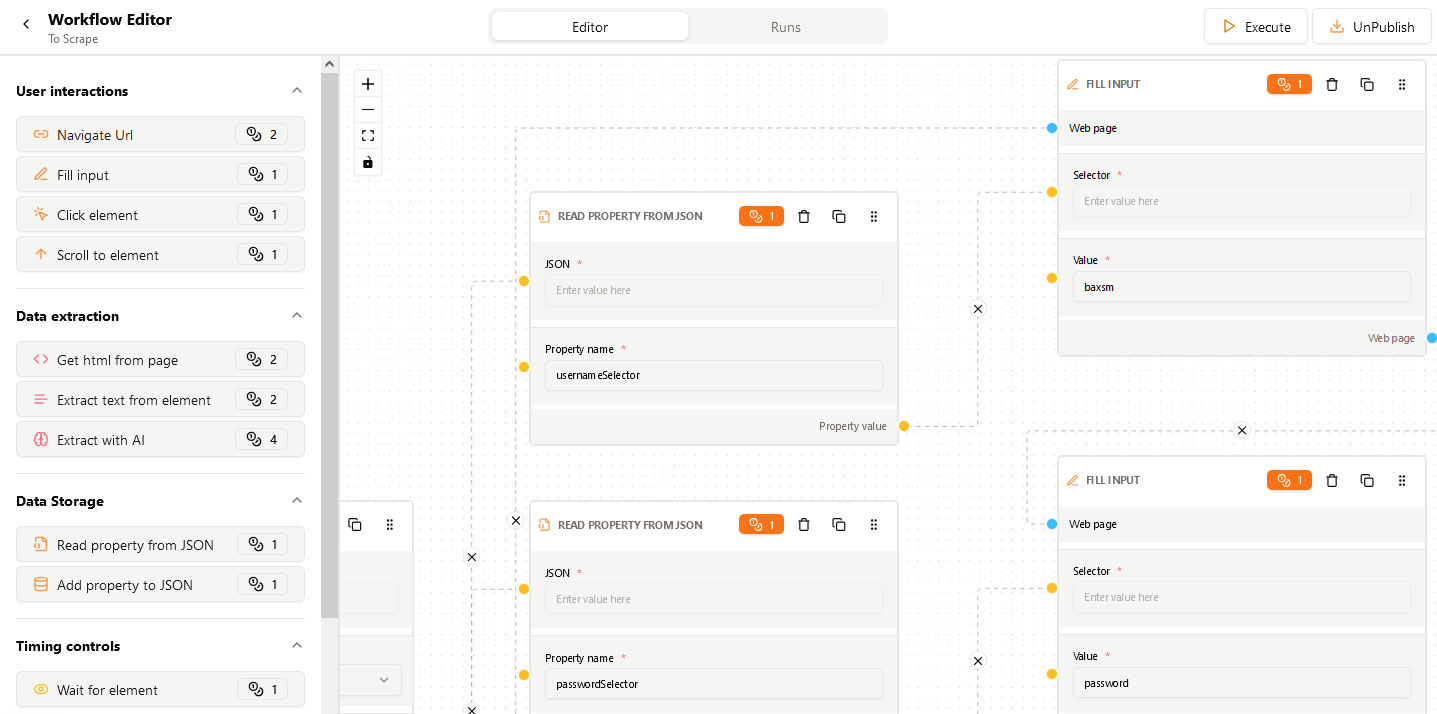 Workflow Editor
To Scrape
Editor
Runs
Execute
UnPublish
User interactions
Navigate Url 2
Fill input 1
Click element 1
Scroll to element 1
Data extraction
Get html from page 2
Extract text from element 2
Extract with AI 4
Data Storage
Read property from JSON 1
Add property to JSON 1
Timing controls
Wait for element 1
READ PROPERTY FROM JSON 1
JSON *
Enter value here
Property name *
usernameSelector
Property value
READ PROPERTY FROM JSON 1
JSON *
Enter value here
Property name *
passwordSelector
FILL INPUT 1
Web page
Selector *
Enter value here
Value *
baxsm
Web page
FILL INPUT 1
Web page
Selector *
Enter value here
Value *
password